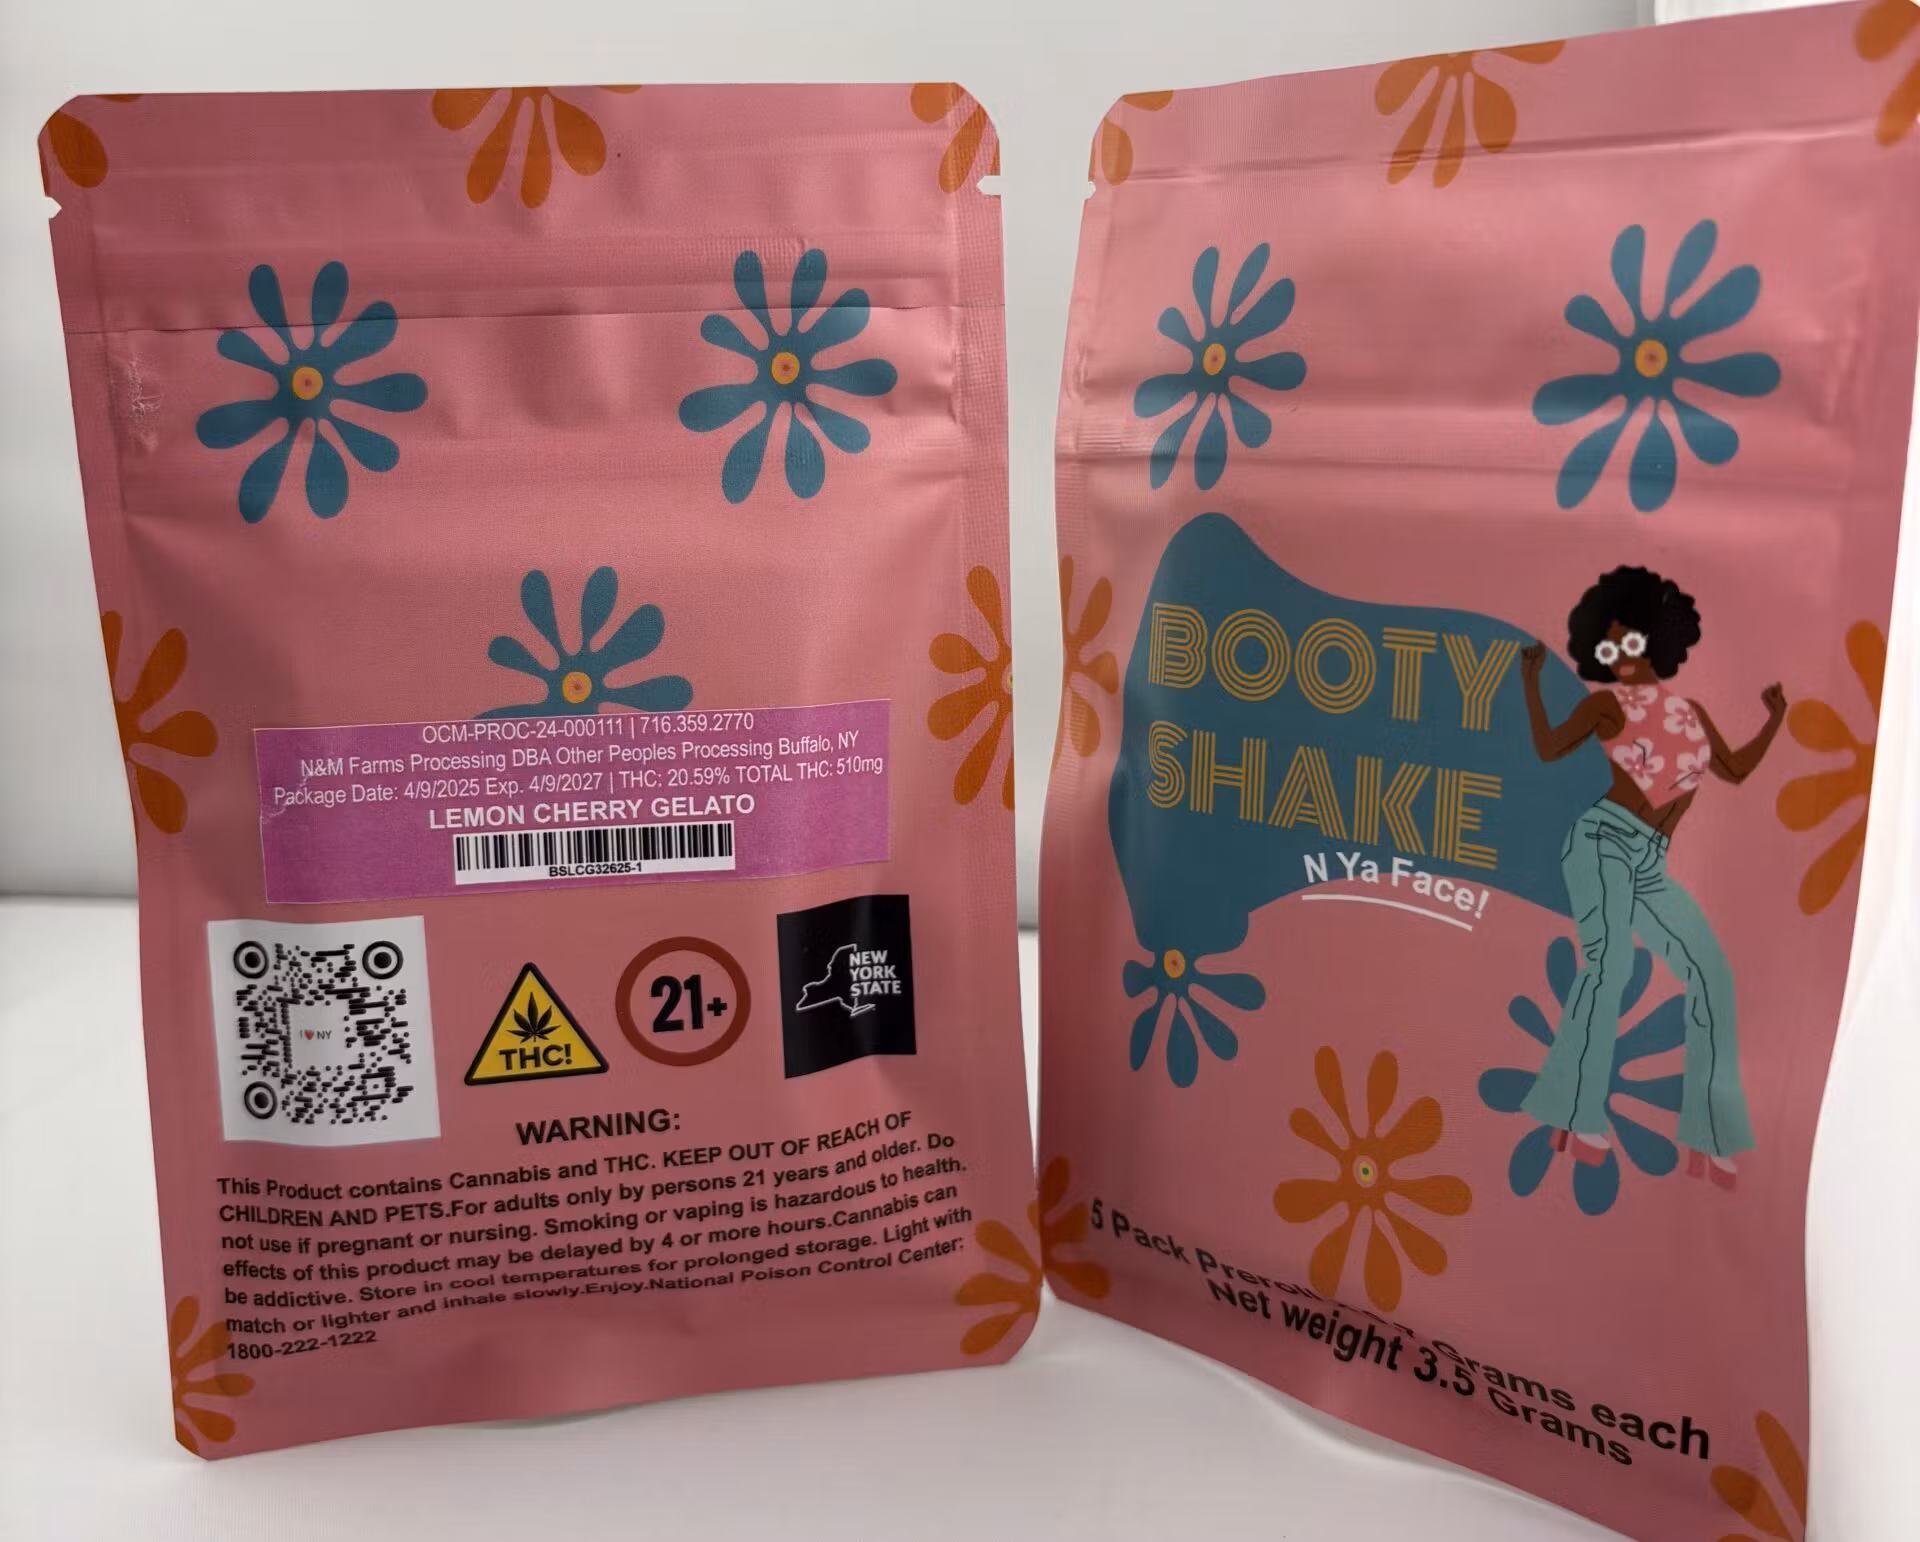 OCM-PROC-24-000111 | 716.359.2770
N&M Farms Processing DBA Other Peoples Processing Buffalo, NY
Package Date: 4/9/2025 Exp. 4/9/2027 | THC: 20.59% TOTAL THC: 510mg
LEMON CHERRY GELATO
BSLCG32625-1
I ❤ NY
THC!
21+
NEW
YORK
STATE
WARNING:
This Product contains Cannabis and THC. KEEP OUT OF REACH OF
CHILDREN AND PETS.For adults only by persons 21 years and older. Do
not use if pregnant or nursing. Smoking or vaping is hazardous to health.
effects of this product may be delayed by 4 or more hours.Cannabis can
be addictive. Store in cool temperatures for prolonged storage. Light with
match or lighter and inhale slowly.Enjoy.National Poison Control Center:
1800-222-1222
BOOTY
SHAKE
N Ya Face!
5 Pack Grams each
Net weight 3.5 Grams